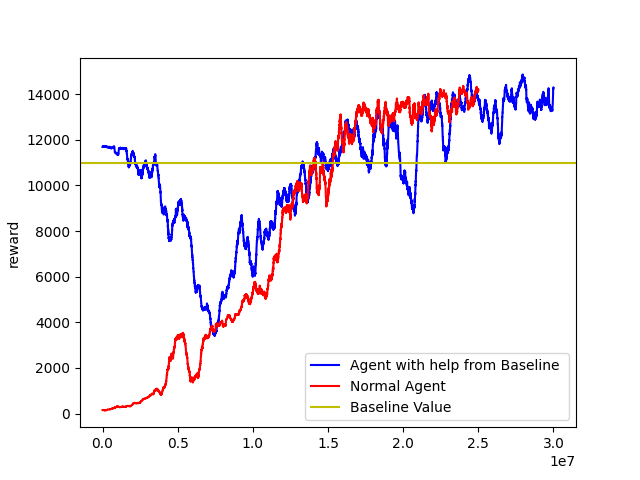 14000
12000
10000
8000
6000
4000
2000
0
reward
Agent with help from Baseline
Normal Agent
Baseline Value
0.0 0.5 1.0 1.5 2.0 2.5 3.0
1e7